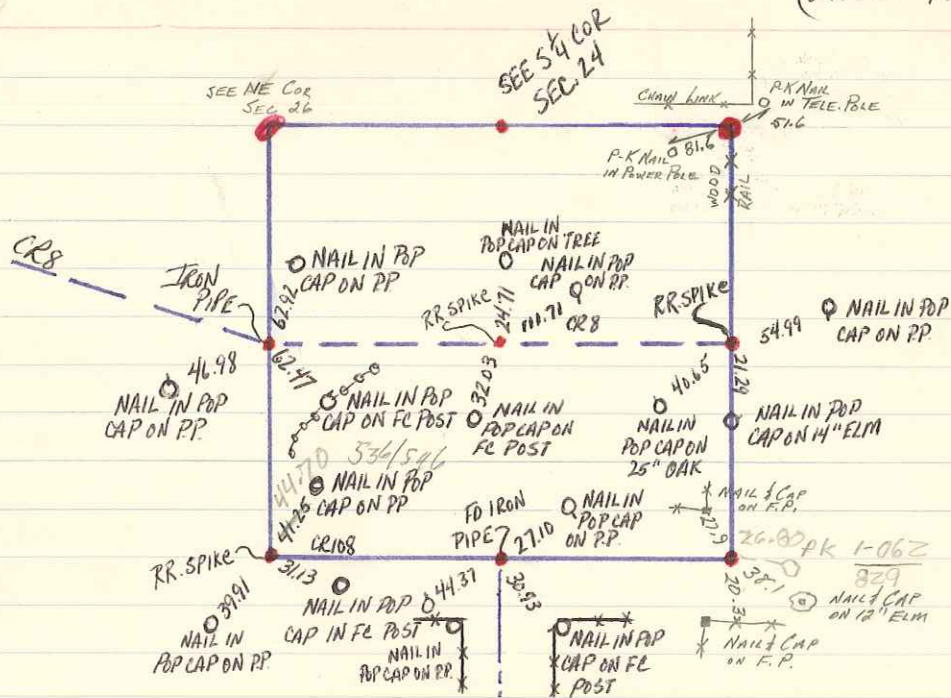 SEE 5¼ COR
SEC. 24
SEE NE COR
SEC 26
CHAIN LINK
P.K NAIL
IN TELE. POLE
51.6
P-K NAIL
IN POWER POLE
81.6
WOOD
RAIL
CR8
IRON
PIPE
62.92
NAIL IN POP
CAP ON P.P.
NAIL IN
POP CAP ON TREE
NAIL IN POP
CAP ON P.P.
RR.SPIKE
24.71
111.71
CR8
RR.SPIKE
54.99
NAIL IN POP
CAP ON P.P.
46.98
NAIL IN POP
CAP ON P.P.
62.47
NAIL IN POP
CAP ON FC POST
32.03
NAIL IN
POP CAP ON
FC POST
40.65
NAIL IN
POP CAP ON
25" OAK
21.29
NAIL IN POP
CAP ON 14" ELM
536/546
44.70
41.25
NAIL IN POP
CAP ON PP
FD IRON
PIPE
27.10
NAIL IN
POP CAP
ON P.P.
NAIL & CAP
ON F.P.
27.9
26.80
PK 1-062
829
RR.SPIKE
CR108
31.13
39.91
NAIL IN
POP CAP ON PP.
NAIL IN POP
CAP IN FC POST
44.37
NAIL IN
POP CAP ON P.P.
30.93
NAIL IN POP
CAP ON FC
POST
20.3
38.1
NAIL & CAP
ON 12" ELM
NAIL & CAP
ON F.P.